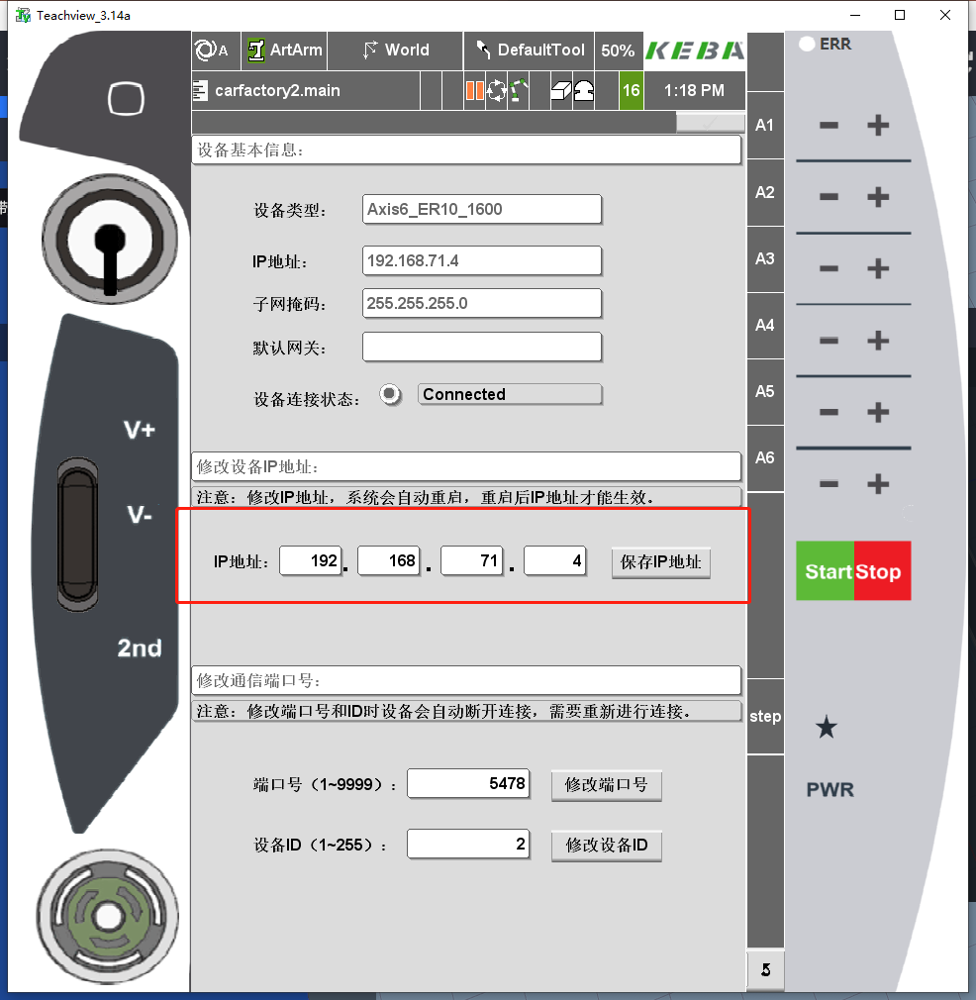 Teachview_3.14a
A ArtArm World DefaultTool 50% KEBA
carfactory2.main 16 1:18 PM
设备基本信息：
设备类型： Axis6_ER10_1600
IP地址： 192.168.71.4
子网掩码： 255.255.255.0
默认网关：
设备连接状态： Connected
修改设备IP地址：
注意：修改IP地址，系统会自动重启，重启后IP地址才能生效。
IP地址： 192 . 168 . 71 . 4 保存IP地址
修改通信端口号：
注意：修改端口号和ID时设备会自动断开连接，需要重新进行连接。
端口号（1~9999）： 5478 修改端口号
设备ID（1~255）： 2 修改设备ID
V+
V-
2nd
A1
A2
A3
A4
A5
A6
step
5
ERR
- +
- +
- +
- +
- +
- +
Start Stop
PWR